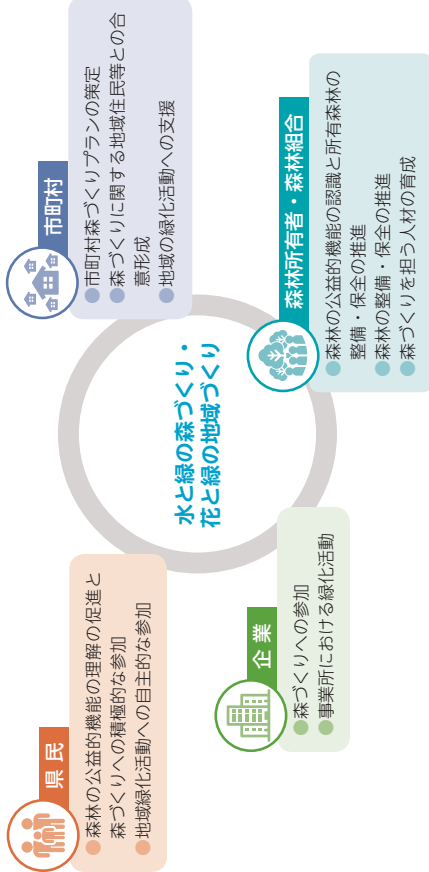 県民
●森林の公益的機能の理解の促進と
森づくりへの積極的な参加
●地域緑化活動への自主的な参加
市町村
●市町村森づくりプランの策定
●森づくりに関する地域住民等との合
意形成
●地域の緑化活動への支援
水と緑の森づくり・
花と緑の地域づくり
企業
●森づくりへの参加
●事業所における緑化活動
森林所有者・森林組合
●森林の公益的機能の認識と所有森林の
整備・保全の推進
●森林の整備・保全の推進
●森づくりを担う人材の育成